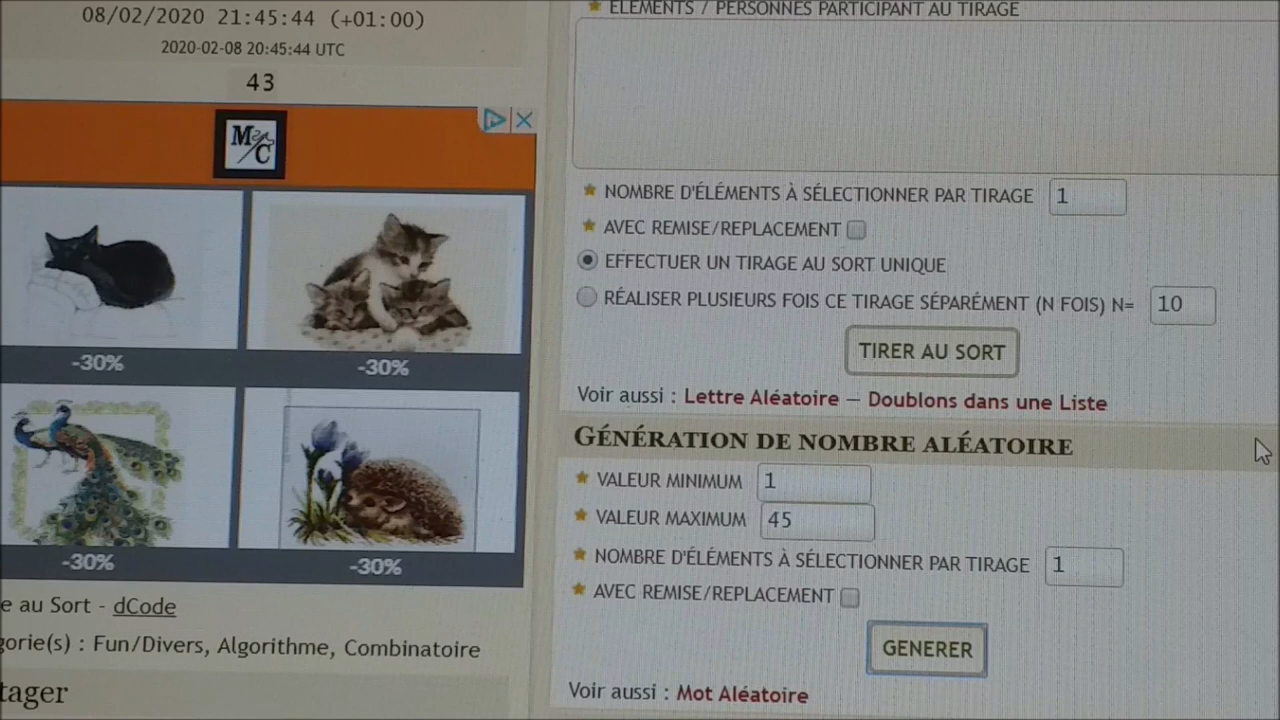 08/02/2020 21:45:44 (+01:00)
2020-02-08 20:45:44 UTC
43
M
C
-30%
-30%
-30%
-30%
e au Sort - dCode
gorie(s) : Fun/Divers, Algorithme, Combinatoire
tager
ÉLÉMENTS / PERSONNES PARTICIPANT AU TIRAGE
NOMBRE D'ÉLÉMENTS À SÉLECTIONNER PAR TIRAGE 1
AVEC REMISE/REPLACEMENT
EFFECTUER UN TIRAGE AU SORT UNIQUE
RÉALISER PLUSIEURS FOIS CE TIRAGE SÉPARÉMENT (N FOIS) N= 10
TIRER AU SORT
Voir aussi : Lettre Aléatoire — Doublons dans une Liste
GÉNÉRATION DE NOMBRE ALÉATOIRE
VALEUR MINIMUM 1
VALEUR MAXIMUM 45
NOMBRE D'ÉLÉMENTS À SÉLECTIONNER PAR TIRAGE 1
AVEC REMISE/REPLACEMENT
GENERER
Voir aussi : Mot Aléatoire